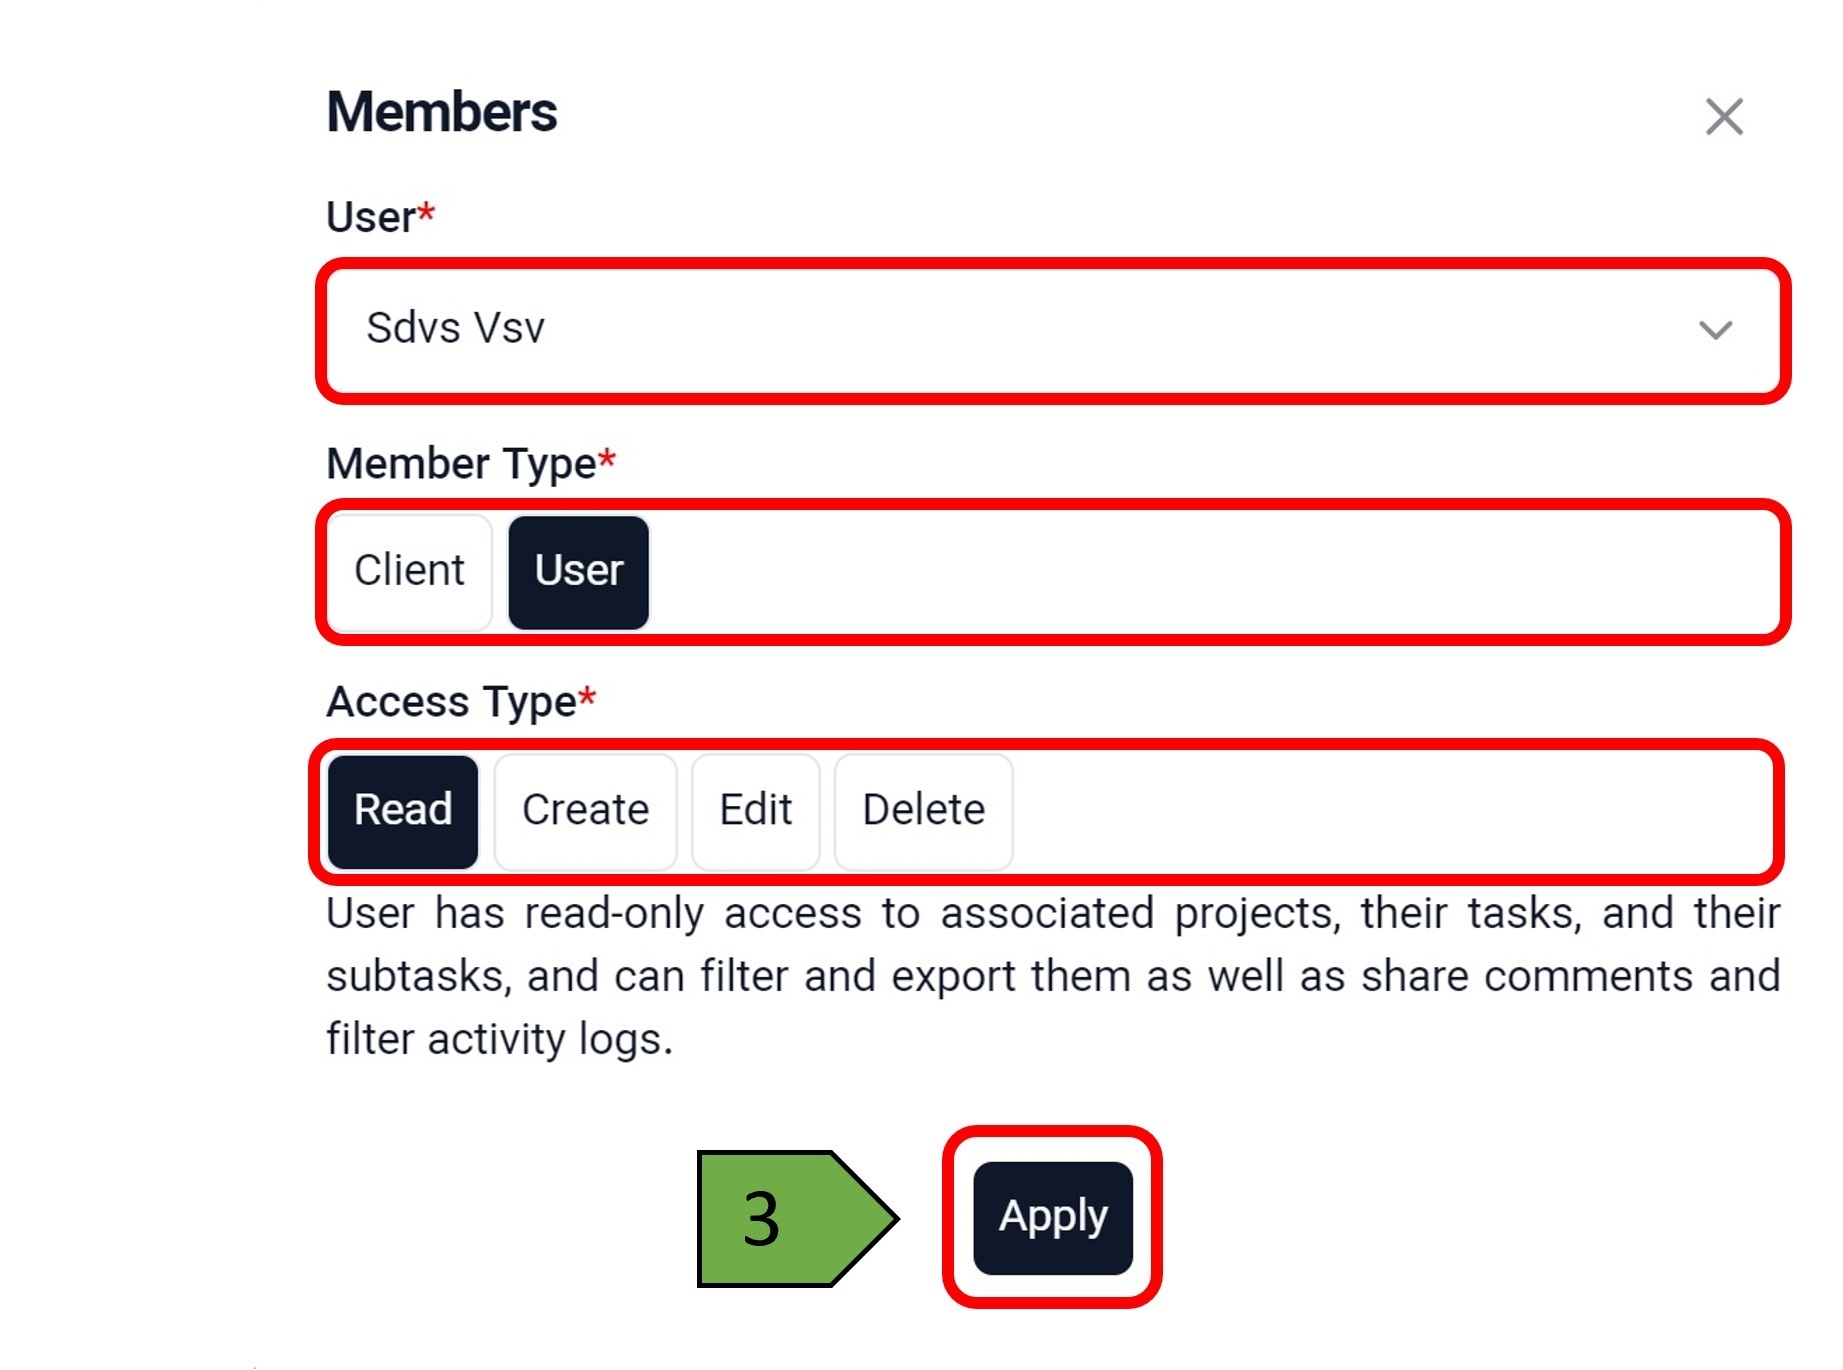 Members
User*
Sdvs Vsv
Member Type*
Client User
Access Type*
Read Create Edit Delete
User has read-only access to associated projects, their tasks, and their
subtasks, and can filter and export them as well as share comments and
filter activity logs.
3 Apply